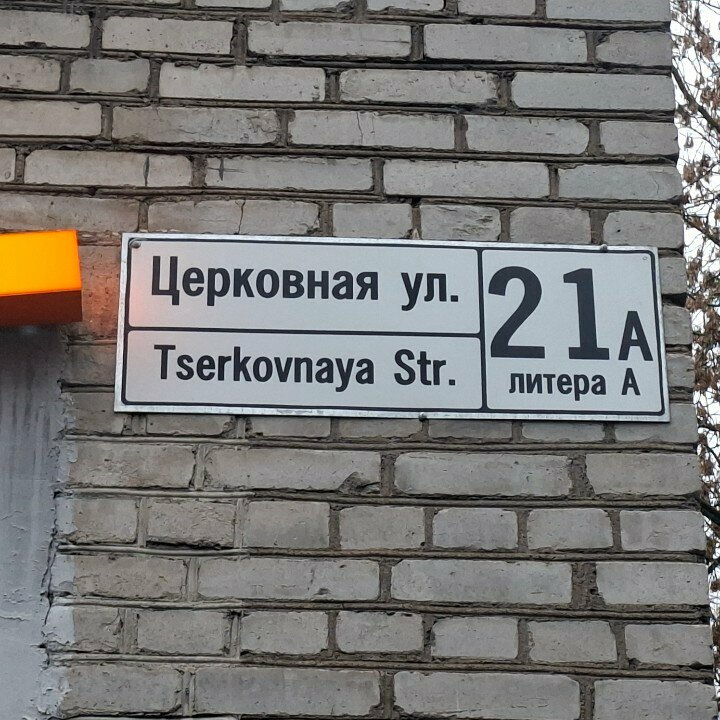 Церковная ул.
Tserkovnaya Str.
21А
литера А